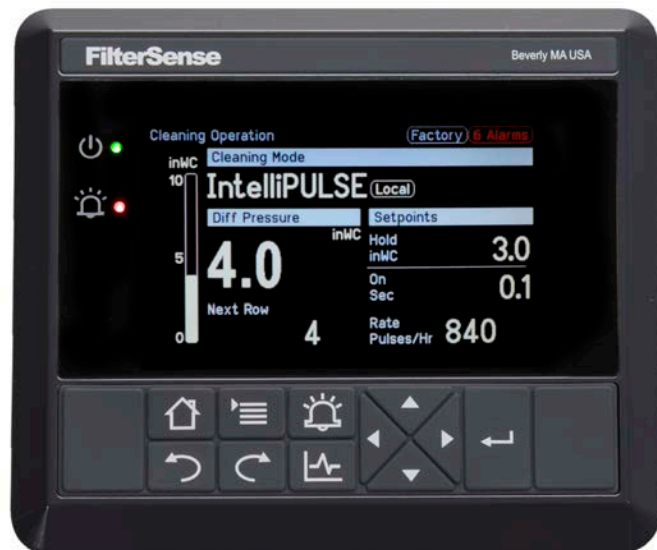 FilterSense
Beverly MA USA
Cleaning Operation
Factory
6 Alarms
inWC
Cleaning Mode
10
IntelliPULSE
Local
Diff Pressure
Setpoints
inWC
Hold
inWC
3.0
5
4.0
On
Sec
0.1
Next Row
4
Rate
Pulses/Hr
840
0